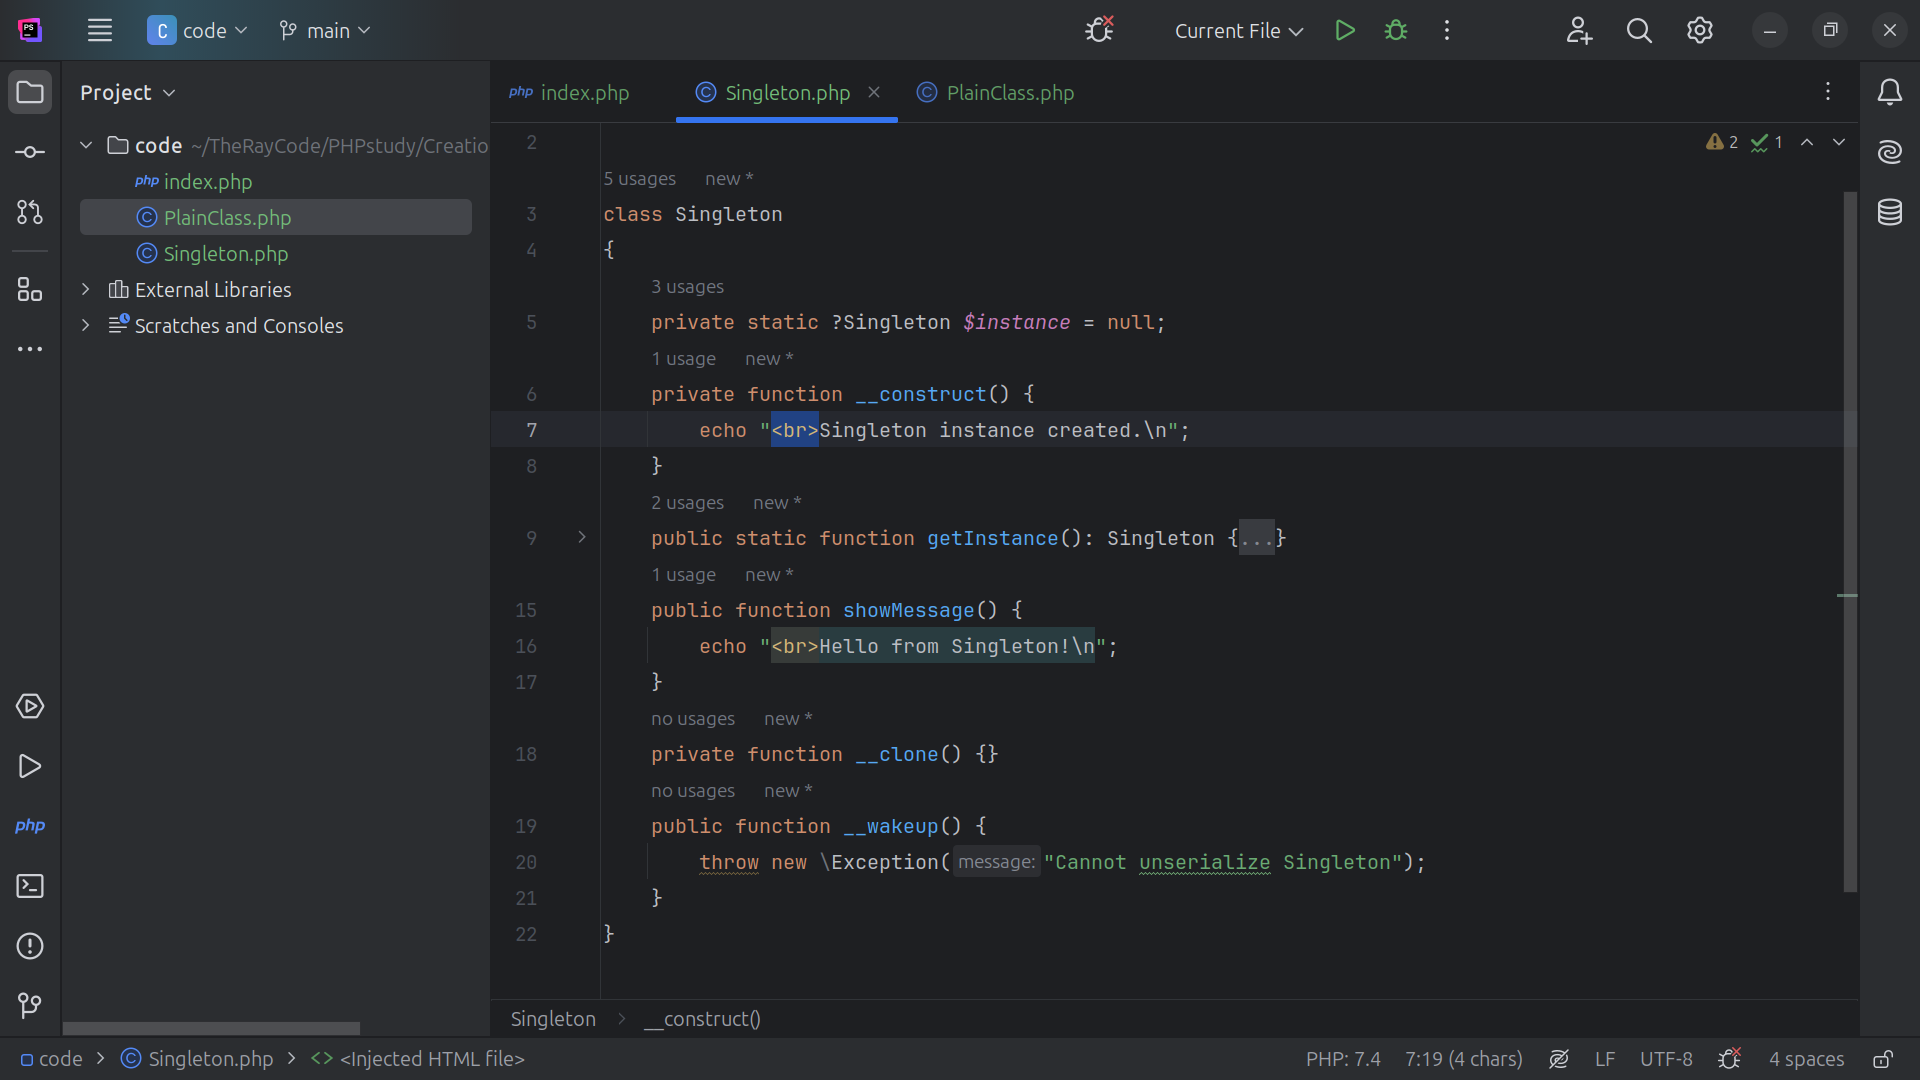 PS
C code main Current File
Project
code ~/TheRayCode/PHPstudy/Creatio
php index.php
C PlainClass.php
C Singleton.php
External Libraries
Scratches and Consoles
php
php index.php C Singleton.php C PlainClass.php
2 2 1
5 usages new *
3 class Singleton
4 {
3 usages
5 private static ?Singleton $instance = null;
1 usage new *
6 private function __construct() {
7 echo "<br>Singleton instance created.\n";
8 }
2 usages new *
9 public static function getInstance(): Singleton {...}
1 usage new *
15 public function showMessage() {
16 echo "<br>Hello from Singleton!\n";
17 }
no usages new *
18 private function __clone() {}
no usages new *
19 public function __wakeup() {
20 throw new \Exception( message: "Cannot unserialize Singleton");
21 }
22 }
Singleton > __construct()
code > C Singleton.php > <> <Injected HTML file> PHP: 7.4 7:19 (4 chars) LF UTF-8 4 spaces